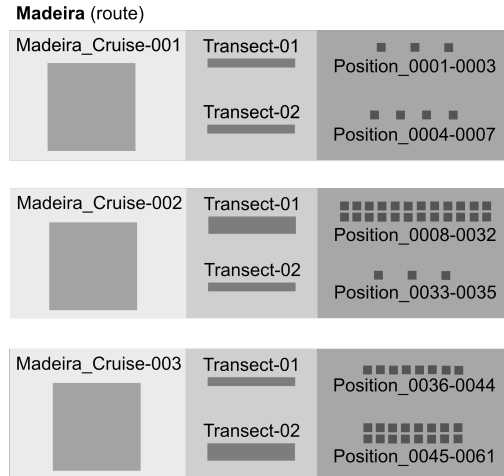 Madeira (route)
Madeira_Cruise-001
Transect-01
Position_0001-0003
Transect-02
Position_0004-0007
Madeira_Cruise-002
Transect-01
Position_0008-0032
Transect-02
Position_0033-0035
Madeira_Cruise-003
Transect-01
Position_0036-0044
Transect-02
Position_0045-0061